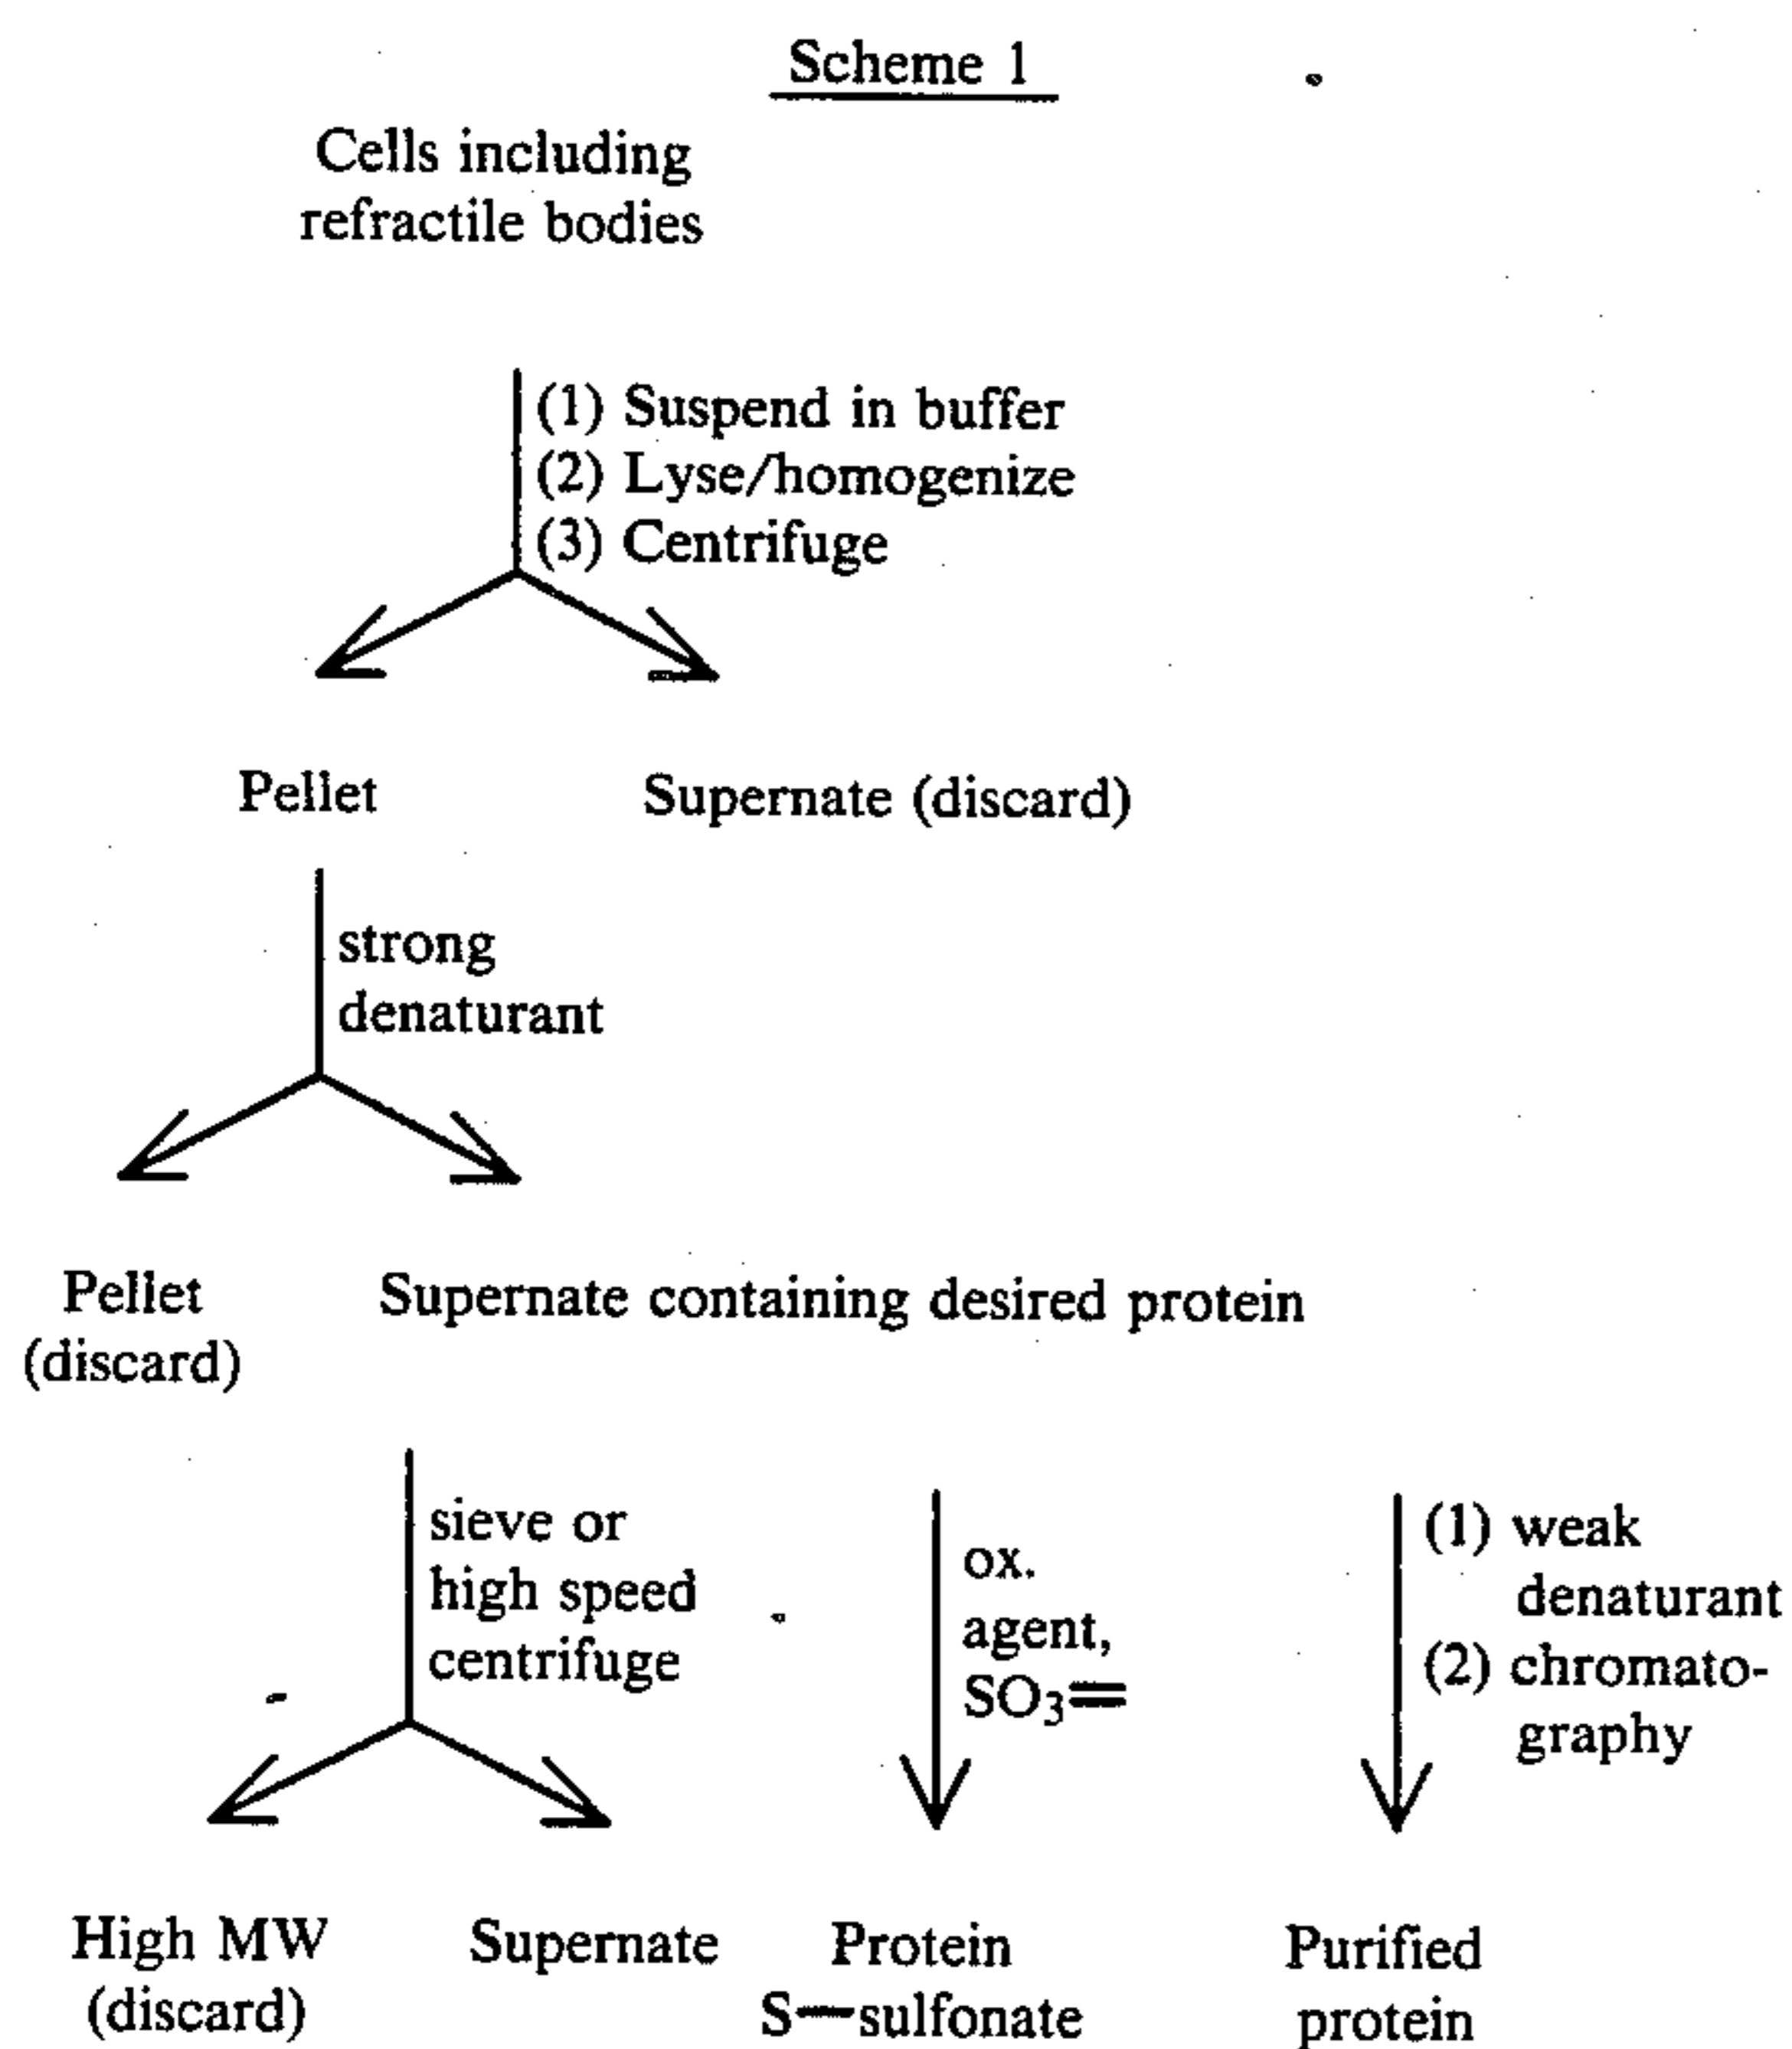 Scheme 1
Cells including
refractile bodies
(1) Suspend in buffer
(2) Lyse/homogenize
(3) Centrifuge
Pellet
Supernate (discard)
strong
denaturant
Pellet
(discard)
Supernate containing desired protein
sieve or
high speed
centrifuge
ox.
agent,
SO₃=
(1) weak
denaturant
(2) chromato-
graphy
High MW
(discard)
Supernate
Protein
S—sulfonate
Purified
protein